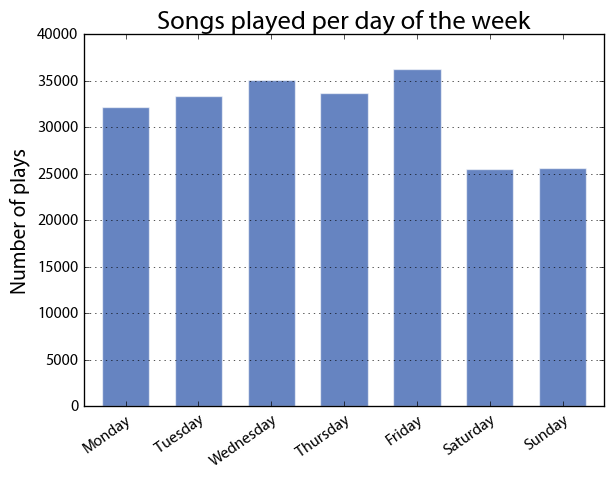 Songs played per day of the week
40000
35000
30000
25000
20000
15000
10000
5000
0
Number of plays
Monday
Tuesday
Wednesday
Thursday
Friday
Saturday
Sunday